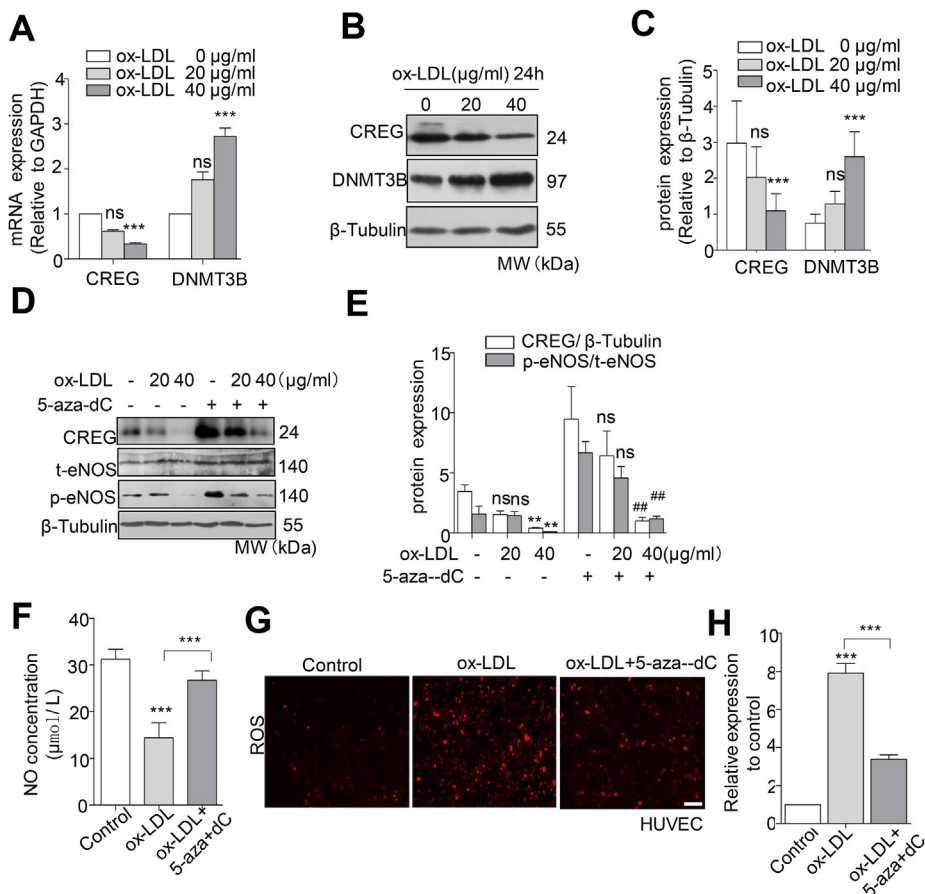 A
ox-LDL 0 µg/ml
ox-LDL 20 µg/ml
ox-LDL 40 µg/ml
mRNA expression
(Relative to GAPDH)
4
3
2
1
0
ns
***
ns
***
CREG DNMT3B
B
ox-LDL(µg/ml) 24h
0 20 40
CREG 24
DNMT3B 97
β-Tubulin 55
MW (kDa)
C
ox-LDL 0 µg/ml
ox-LDL 20 µg/ml
ox-LDL 40 µg/ml
protein expression
(Relative to β-Tubulin)
5
4
3
2
1
0
ns
***
ns
***
CREG DNMT3B
D
ox-LDL - 20 40 - 20 40 (µg/ml)
5-aza-dC - - - + + +
CREG 24
t-eNOS 140
p-eNOS 140
β-Tubulin 55
MW (kDa)
E
CREG/ β-Tubulin
p-eNOS/t-eNOS
protein expression
15
10
5
0
ns ns
** **
ns
ns
## ##
ox-LDL - 20 40 - 20 40(µg/ml)
5-aza--dC - - - + + +
F
NO concentration
(µmol/ L)
40
30
20
10
0
***
***
Control
ox-LDL
ox-LDL+
5-aza+dC
G
Control ox-LDL ox-LDL+5-aza--dC
ROS
HUVEC
H
Relative expression
to control
10
8
6
4
2
0
***
***
Control
ox-LDL
ox-LDL+
5-aza+dC